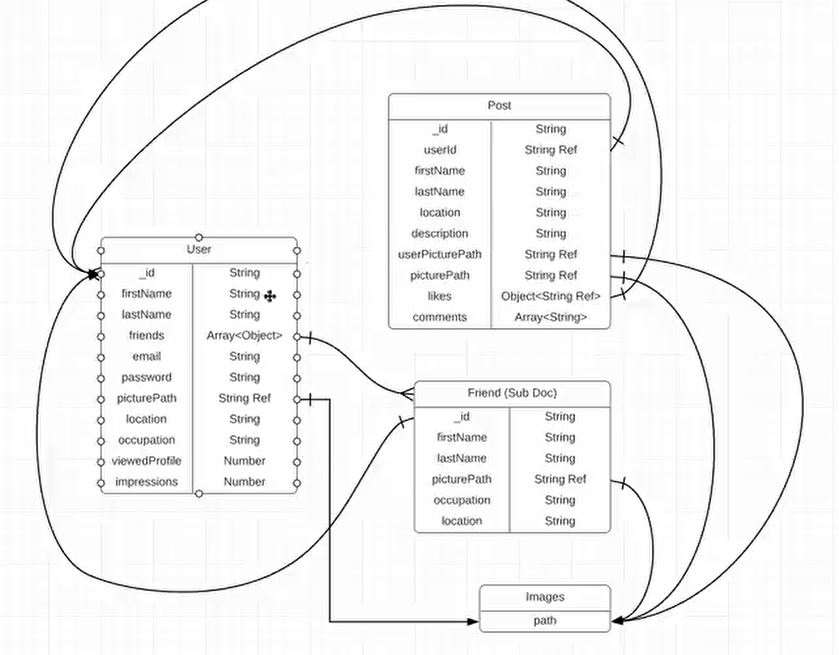 Post
_id String
userId String Ref
firstName String
lastName String
location String
description String
userPicturePath String Ref
picturePath String Ref
likes Object<String Ref>
comments Array<String>
User
_id String
firstName String
lastName String
friends Array<Object>
email String
password String
picturePath String Ref
location String
occupation String
viewedProfile Number
impressions Number
Friend (Sub Doc)
_id String
firstName String
lastName String
picturePath String Ref
occupation String
location String
Images
path